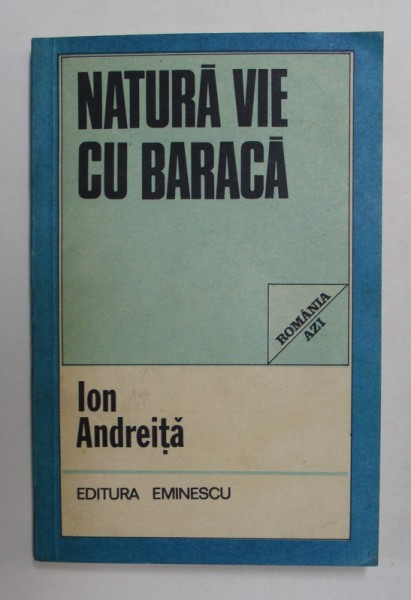 NATURĂ VIE
CU BARACĂ
ROMÂNIA
AZI
Ion
Andreiță
EDITURA EMINESCU